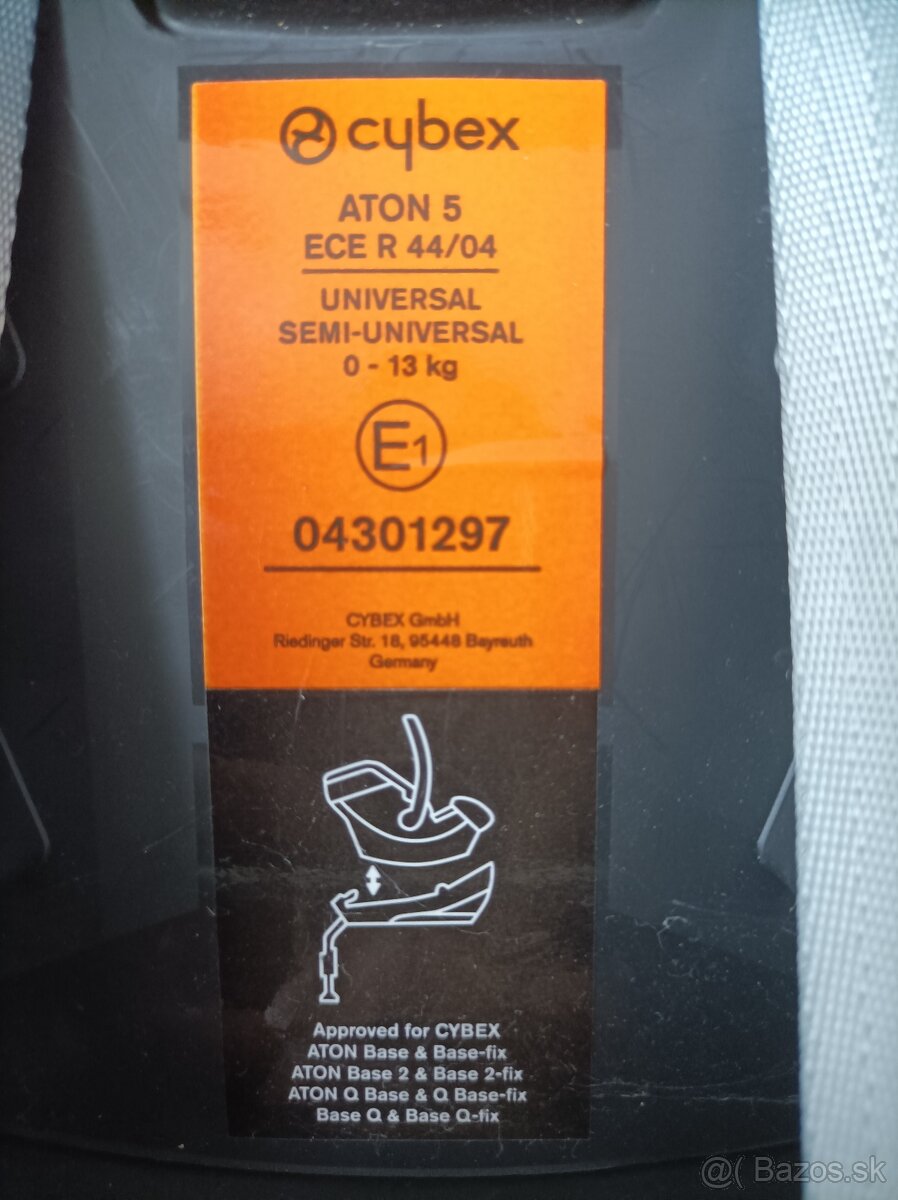 cybex
ATON 5
ECE R 44/04
UNIVERSAL
SEMI-UNIVERSAL
0 - 13 kg
E1
04301297
CYBEX GmbH
Riedinger Str. 18, 95448 Bayreuth
Germany
Approved for CYBEX
ATON Base & Base-fix
ATON Base 2 & Base 2-fix
ATON Q Base & Q Base-fix
Base Q & Base Q-fix
@( Bazos.sk